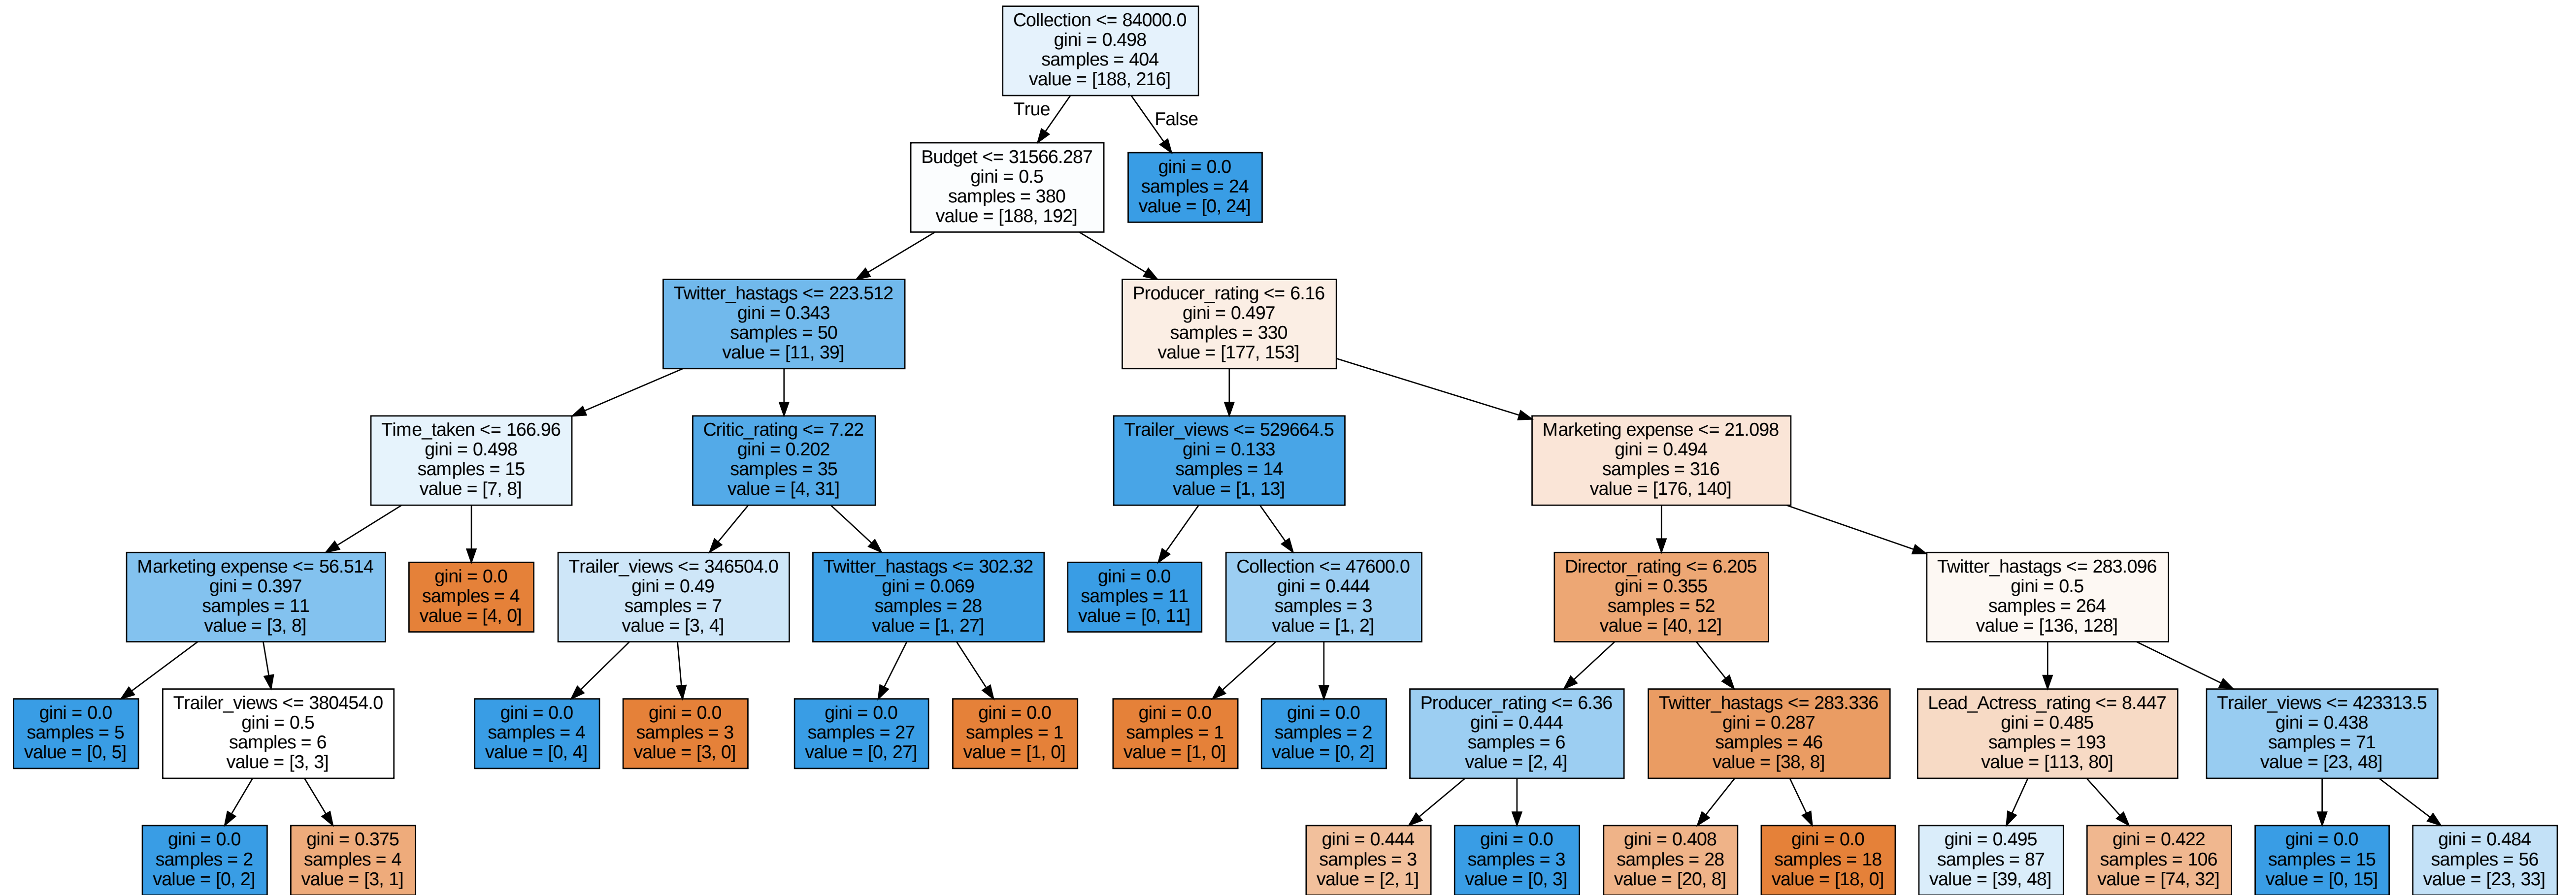 Collection <= 84000.0
gini = 0.498
samples = 404
value = [188, 216]
True
False
Budget <= 31566.287
gini = 0.5
samples = 380
value = [188, 192]
gini = 0.0
samples = 24
value = [0, 24]
Twitter_hastags <= 223.512
gini = 0.343
samples = 50
value = [11, 39]
Producer_rating <= 6.16
gini = 0.497
samples = 330
value = [177, 153]
Time_taken <= 166.96
gini = 0.498
samples = 15
value = [7, 8]
Critic_rating <= 7.22
gini = 0.202
samples = 35
value = [4, 31]
Trailer_views <= 529664.5
gini = 0.133
samples = 14
value = [1, 13]
Marketing expense <= 21.098
gini = 0.494
samples = 316
value = [176, 140]
Marketing expense <= 56.514
gini = 0.397
samples = 11
value = [3, 8]
gini = 0.0
samples = 4
value = [4, 0]
Trailer_views <= 346504.0
gini = 0.49
samples = 7
value = [3, 4]
Twitter_hastags <= 302.32
gini = 0.069
samples = 28
value = [1, 27]
gini = 0.0
samples = 11
value = [0, 11]
Collection <= 47600.0
gini = 0.444
samples = 3
value = [1, 2]
Director_rating <= 6.205
gini = 0.355
samples = 52
value = [40, 12]
Twitter_hastags <= 283.096
gini = 0.5
samples = 264
value = [136, 128]
gini = 0.0
samples = 5
value = [0, 5]
Trailer_views <= 380454.0
gini = 0.5
samples = 6
value = [3, 3]
gini = 0.0
samples = 4
value = [0, 4]
gini = 0.0
samples = 3
value = [3, 0]
gini = 0.0
samples = 27
value = [0, 27]
gini = 0.0
samples = 1
value = [1, 0]
gini = 0.0
samples = 1
value = [1, 0]
gini = 0.0
samples = 2
value = [0, 2]
Producer_rating <= 6.36
gini = 0.444
samples = 6
value = [2, 4]
Twitter_hastags <= 283.336
gini = 0.287
samples = 46
value = [38, 8]
Lead_Actress_rating <= 8.447
gini = 0.485
samples = 193
value = [113, 80]
Trailer_views <= 423313.5
gini = 0.438
samples = 71
value = [23, 48]
gini = 0.0
samples = 2
value = [0, 2]
gini = 0.375
samples = 4
value = [3, 1]
gini = 0.444
samples = 3
value = [2, 1]
gini = 0.0
samples = 3
value = [0, 3]
gini = 0.408
samples = 28
value = [20, 8]
gini = 0.0
samples = 18
value = [18, 0]
gini = 0.495
samples = 87
value = [39, 48]
gini = 0.422
samples = 106
value = [74, 32]
gini = 0.0
samples = 15
value = [0, 15]
gini = 0.484
samples = 56
value = [23, 33]